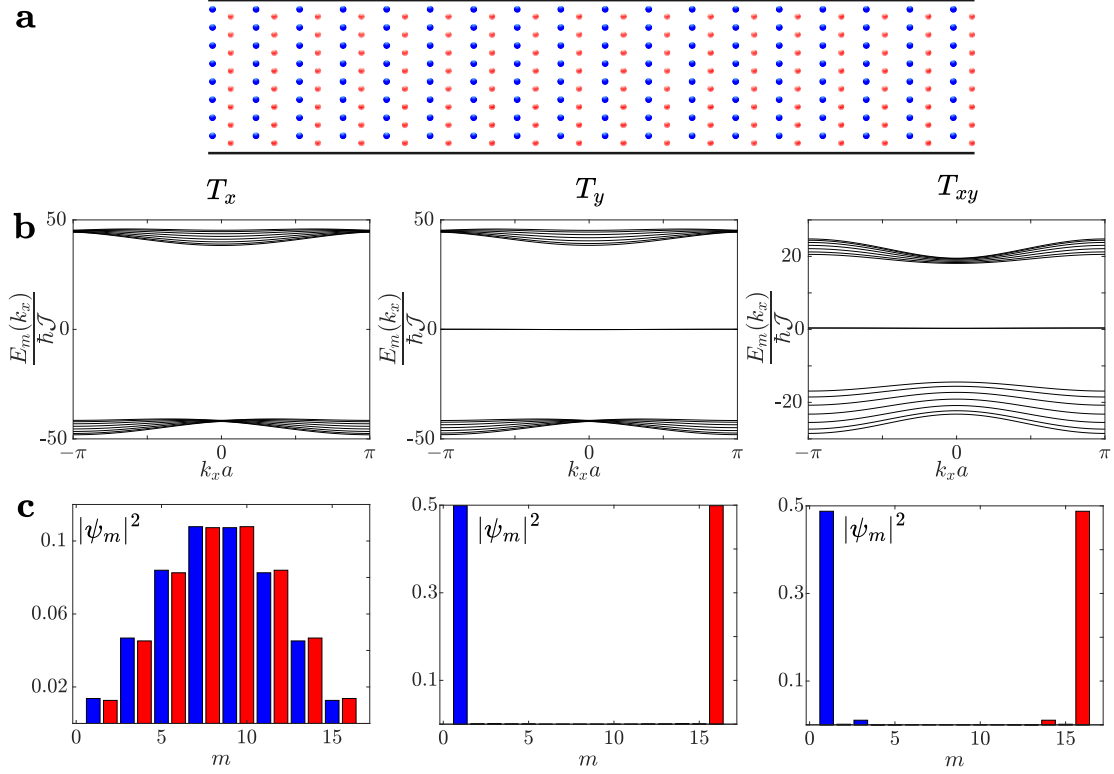 a
T_x T_y T_{xy}
b
50 0 -50
E_m(k_x) / ħJ
-π 0 π
k_x a
50 0 -50
E_m(k_x) / ħJ
-π 0 π
k_x a
20 0 -20
E_m(k_x) / ħJ
-π 0 π
k_x a
c
|ψ_m|^2
0.1 0.06 0.02
0 5 10 15
m
|ψ_m|^2
0.5 0.3 0.1
0 5 10 15
m
|ψ_m|^2
0.5 0.3 0.1
0 5 10 15
m